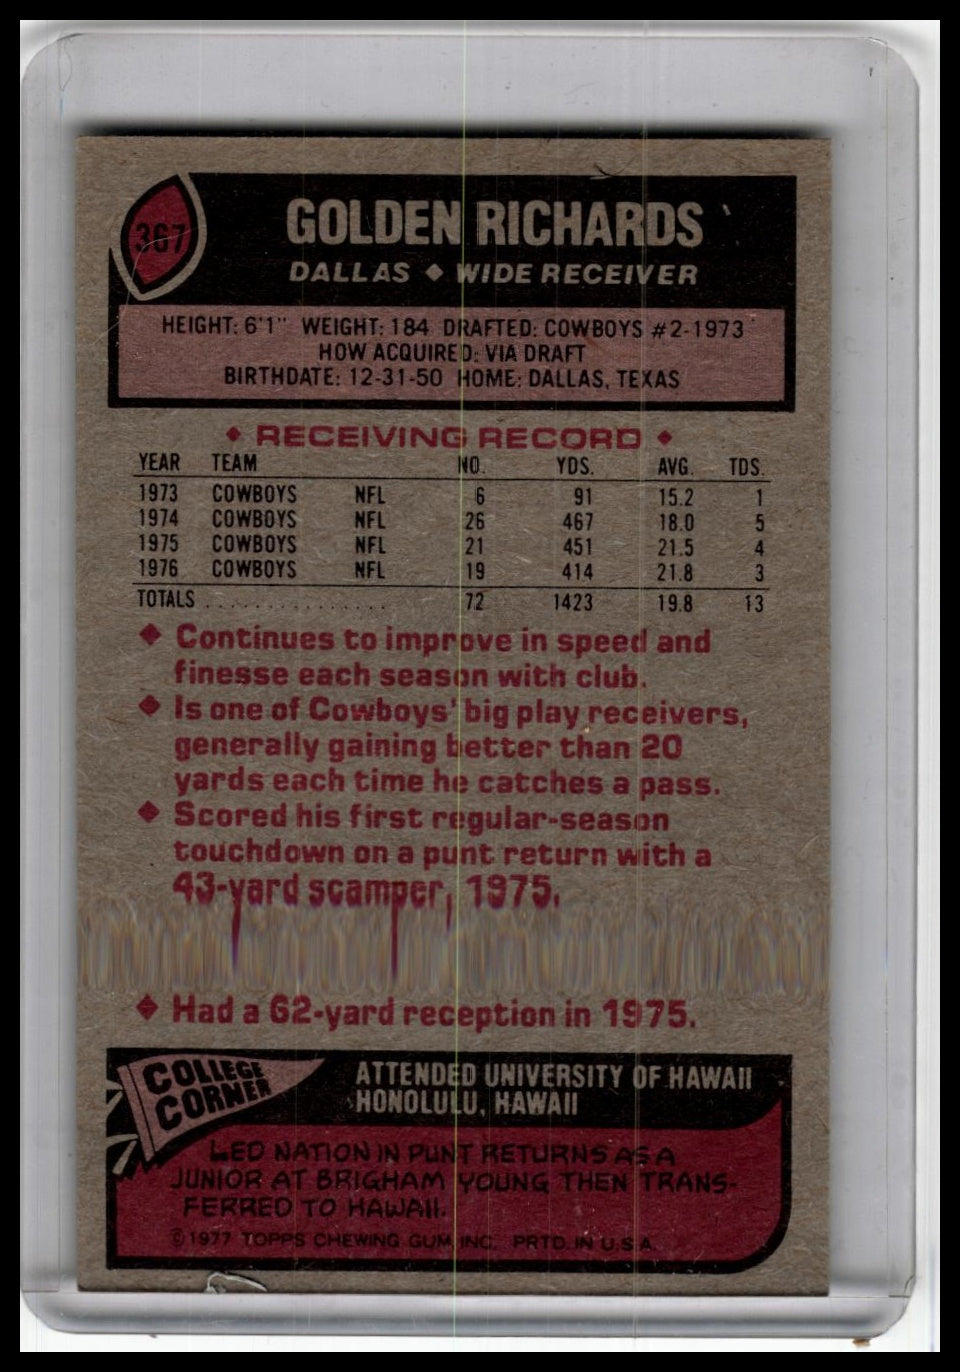 367
GOLDEN RICHARDS
DALLAS ◆ WIDE RECEIVER
HEIGHT: 6'1" WEIGHT: 184 DRAFTED: COWBOYS #2-1973
HOW ACQUIRED: VIA DRAFT
BIRTHDATE: 12-31-50 HOME: DALLAS, TEXAS
◆ RECEIVING RECORD ◆
YEAR TEAM NO. YDS. AVG. TDS.
1973 COWBOYS NFL 6 91 15.2 1
1974 COWBOYS NFL 26 467 18.0 5
1975 COWBOYS NFL 21 451 21.5 4
1976 COWBOYS NFL 19 414 21.8 3
TOTALS ............... 72 1423 19.8 13
◆ Continues to improve in speed and
finesse each season with club.
◆ Is one of Cowboys' big play receivers,
generally gaining better than 20
yards each time he catches a pass.
◆ Scored his first regular-season
touchdown on a punt return with a
43-yard scamper, 1975.
◆ Had a 62-yard reception in 1975.
COLLEGE
CORNER
ATTENDED UNIVERSITY OF HAWAII
HONOLULU, HAWAII
LED NATION IN PUNT RETURNS AS A
JUNIOR AT BRIGHAM YOUNG THEN TRANS-
FERRED TO HAWAII.
© 1977 TOPPS CHEWING GUM, INC. PRTD. IN U.S.A.